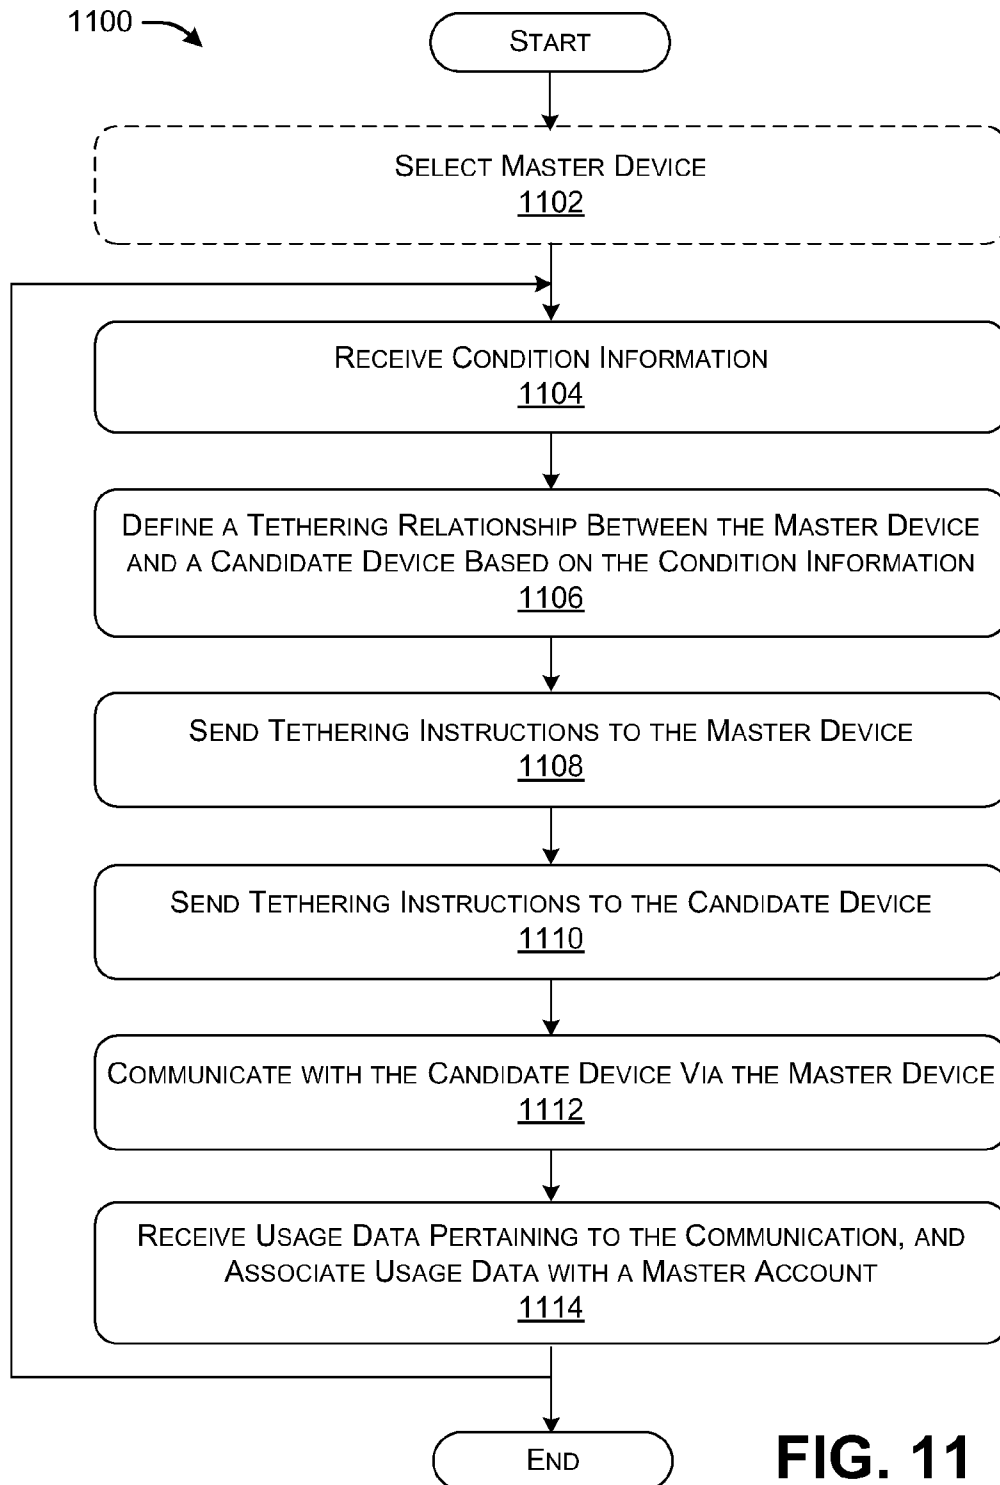 1100
START
SELECT MASTER DEVICE
1102
RECEIVE CONDITION INFORMATION
1104
DEFINE A TETHERING RELATIONSHIP BETWEEN THE MASTER DEVICE
AND A CANDIDATE DEVICE BASED ON THE CONDITION INFORMATION
1106
SEND TETHERING INSTRUCTIONS TO THE MASTER DEVICE
1108
SEND TETHERING INSTRUCTIONS TO THE CANDIDATE DEVICE
1110
COMMUNICATE WITH THE CANDIDATE DEVICE VIA THE MASTER DEVICE
1112
RECEIVE USAGE DATA PERTAINING TO THE COMMUNICATION, AND
ASSOCIATE USAGE DATA WITH A MASTER ACCOUNT
1114
END
FIG. 11